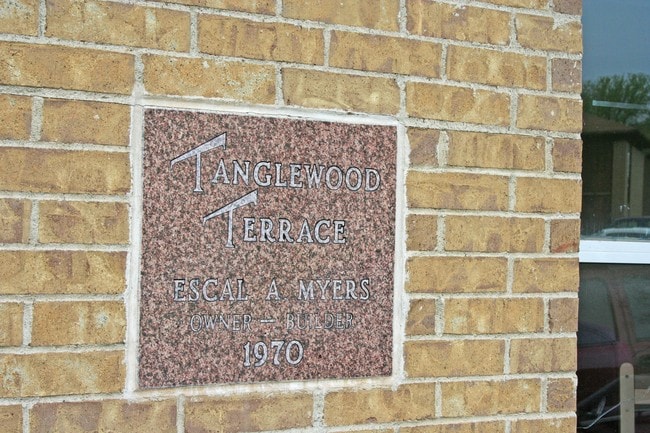 TANGLEWOOD
TERRACE
ESCAL A MYERS
OWNER – BUILDER
1970